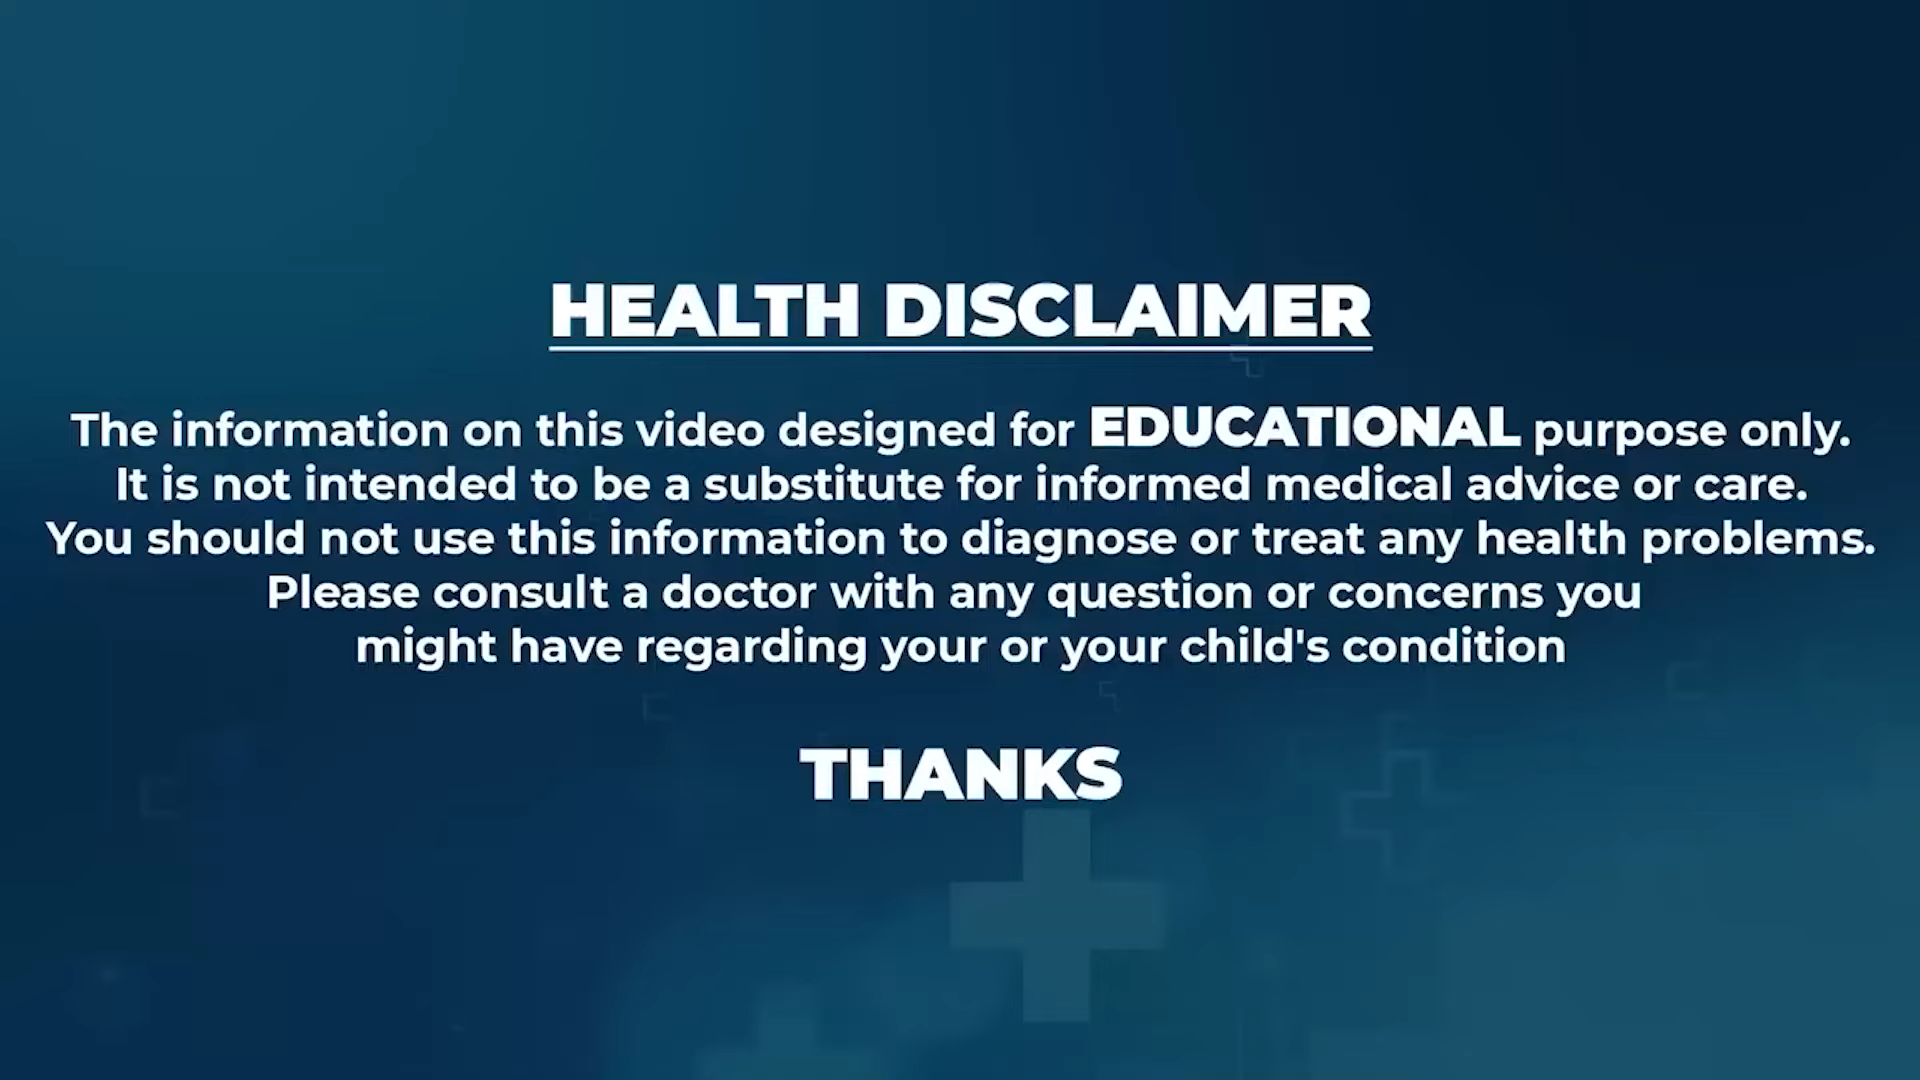 HEALTH DISCLAIMER
The information on this video designed for EDUCATIONAL purpose only.
It is not intended to be a substitute for informed medical advice or care.
You should not use this information to diagnose or treat any health problems.
Please consult a doctor with any question or concerns you
might have regarding your or your child's condition
THANKS